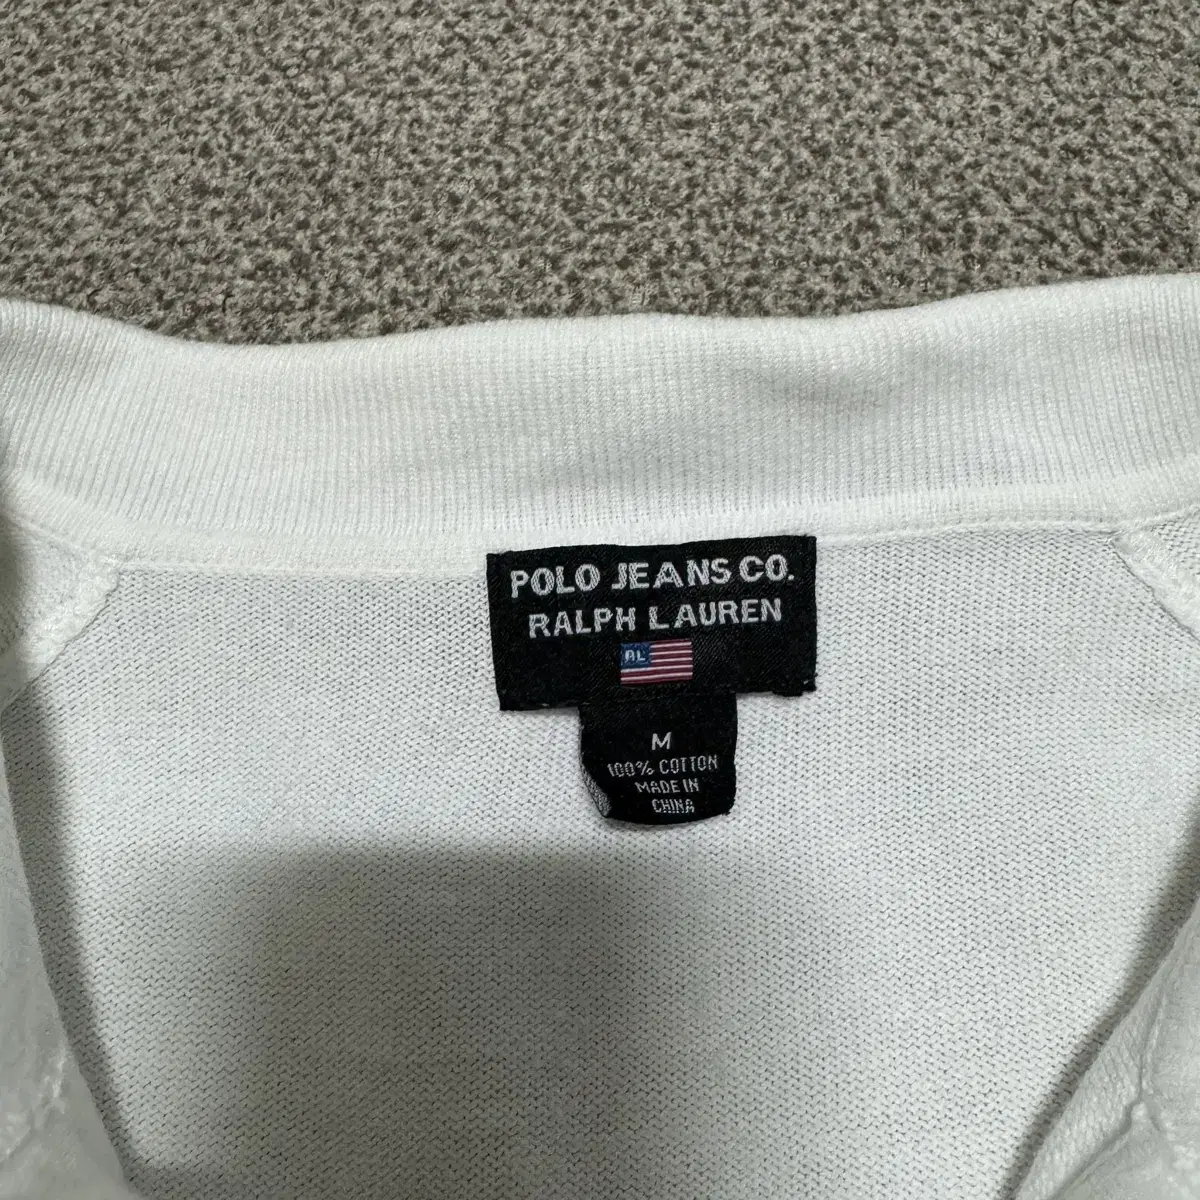 POLO JEANS CO.
RALPH LAUREN
RL
M
100% COTTON
MADE IN
CHINA